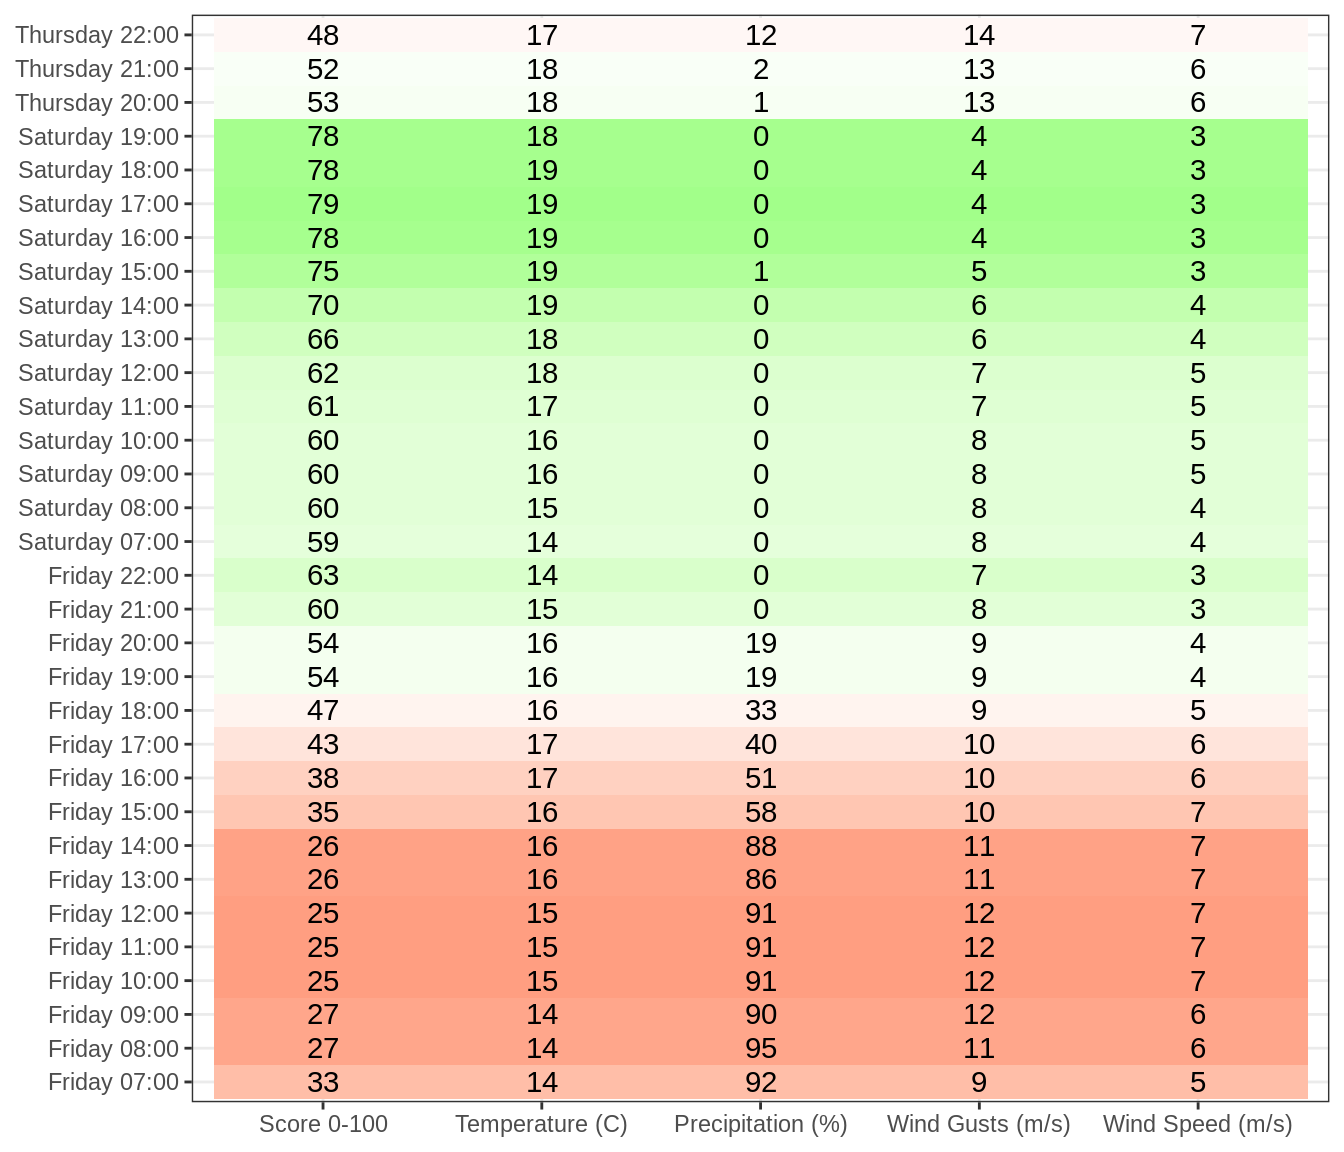 Thursday 22:00 48 17 12 14 7
Thursday 21:00 52 18 2 13 6
Thursday 20:00 53 18 1 13 6
Saturday 19:00 78 18 0 4 3
Saturday 18:00 78 19 0 4 3
Saturday 17:00 79 19 0 4 3
Saturday 16:00 78 19 0 4 3
Saturday 15:00 75 19 1 5 3
Saturday 14:00 70 19 0 6 4
Saturday 13:00 66 18 0 6 4
Saturday 12:00 62 18 0 7 5
Saturday 11:00 61 17 0 7 5
Saturday 10:00 60 16 0 8 5
Saturday 09:00 60 16 0 8 5
Saturday 08:00 60 15 0 8 4
Saturday 07:00 59 14 0 8 4
Friday 22:00 63 14 0 7 3
Friday 21:00 60 15 0 8 3
Friday 20:00 54 16 19 9 4
Friday 19:00 54 16 19 9 4
Friday 18:00 47 16 33 9 5
Friday 17:00 43 17 40 10 6
Friday 16:00 38 17 51 10 6
Friday 15:00 35 16 58 10 7
Friday 14:00 26 16 88 11 7
Friday 13:00 26 16 86 11 7
Friday 12:00 25 15 91 12 7
Friday 11:00 25 15 91 12 7
Friday 10:00 25 15 91 12 7
Friday 09:00 27 14 90 12 6
Friday 08:00 27 14 95 11 6
Friday 07:00 33 14 92 9 5
Score 0-100 Temperature (C) Precipitation (%) Wind Gusts (m/s) Wind Speed (m/s)